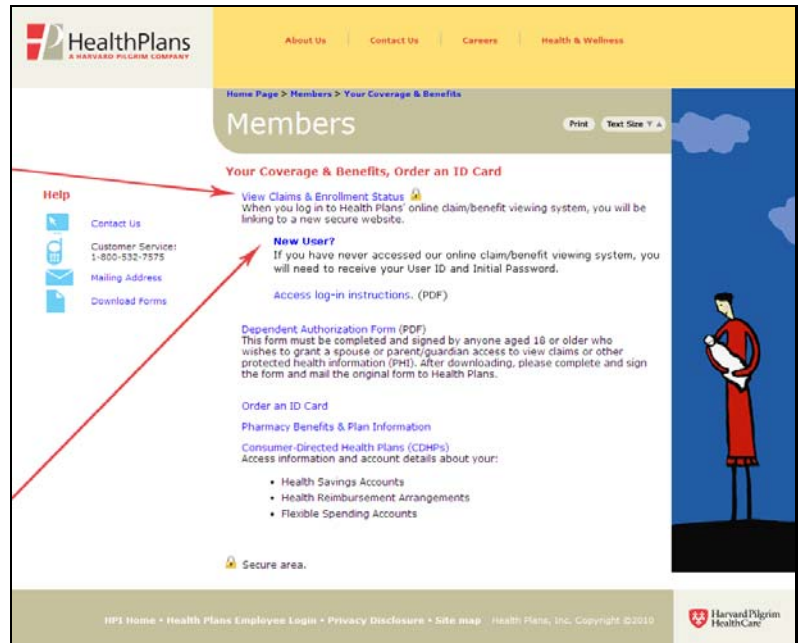 HealthPlans
A HARVARD PILGRIM COMPANY
About Us
Contact Us
Careers
Health & Wellness
Home Page > Members > Your Coverage & Benefits
Members
Print
Text Size ▼ ▲
Your Coverage & Benefits, Order an ID Card
View Claims & Enrollment Status
When you log in to Health Plans' online claim/benefit viewing system, you will be
linking to a new secure website.
New User?
If you have never accessed our online claim/benefit viewing system, you
will need to receive your User ID and Initial Password.
Access log-in instructions. (PDF)
Dependent Authorization Form (PDF)
This form must be completed and signed by anyone aged 18 or older who
wishes to grant a spouse or parent/guardian access to view claims or other
protected health information (PHI). After downloading, please complete and sign
the form and mail the original form to Health Plans.
Order an ID Card
Pharmacy Benefits & Plan Information
Consumer-Directed Health Plans (CDHPs)
Access information and account details about your:
• Health Savings Accounts
• Health Reimbursement Arrangements
• Flexible Spending Accounts
Secure area.
Help
Contact Us
Customer Service:
1-800-532-7575
Mailing Address
Download Forms
HPI Home • Health Plans Employee Login • Privacy Disclosure • Site map Health Plans, Inc. Copyright ©2010
Harvard Pilgrim
HealthCare